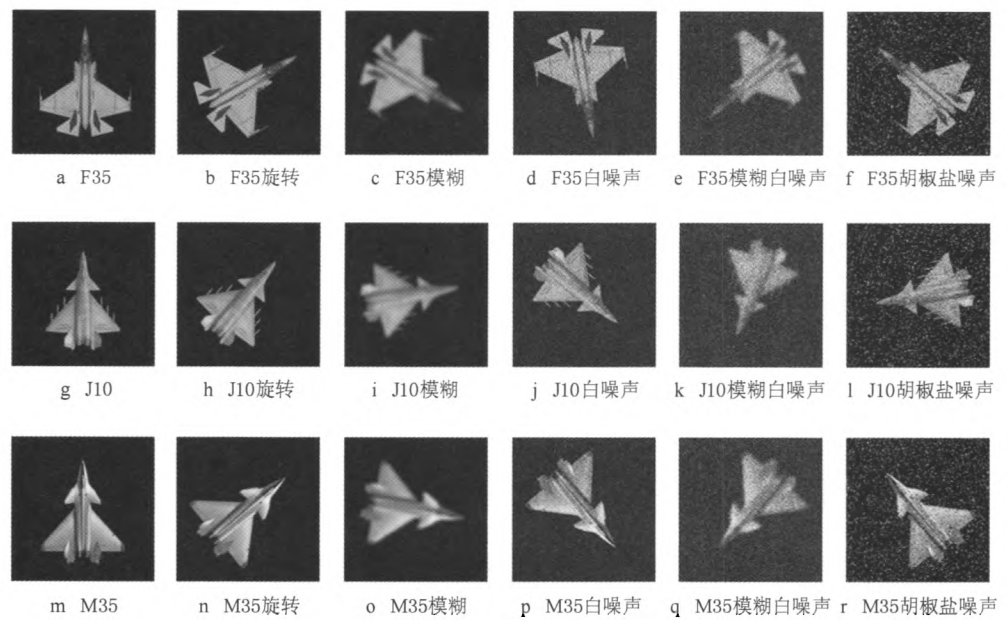 a F35 b F35旋转 c F35模糊 d F35白噪声 e F35模糊白噪声 f F35胡椒盐噪声
g J10 h J10旋转 i J10模糊 j J10白噪声 k J10模糊白噪声 l J10胡椒盐噪声
m M35 n M35旋转 o M35模糊 p M35白噪声 q M35模糊白噪声 r M35胡椒盐噪声